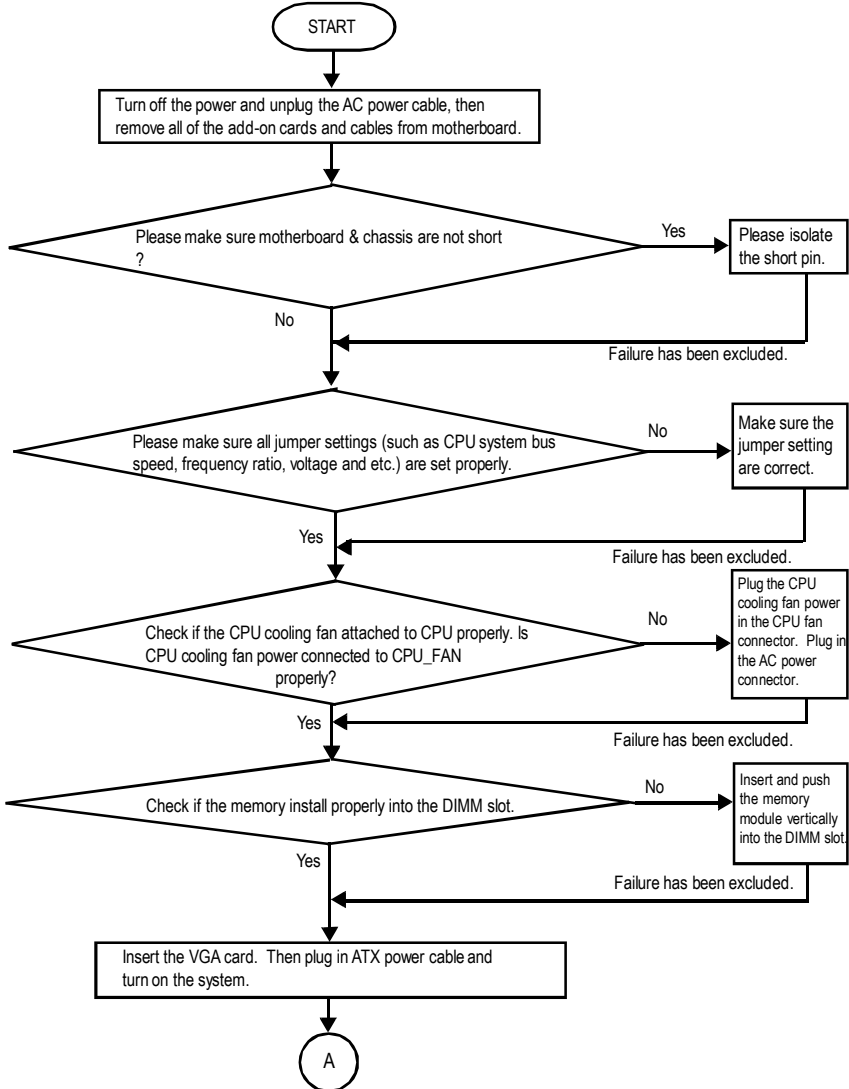 START
Turn off the power and unplug the AC power cable, then
remove all of the add-on cards and cables from motherboard.
Please make sure motherboard & chassis are not short
?
Yes
Please isolate
the short pin.
No
Failure has been excluded.
Please make sure all jumper settings (such as CPU system bus
speed, frequency ratio, voltage and etc.) are set properly.
No
Make sure the
jumper setting
are correct.
Yes
Failure has been excluded.
Check if the CPU cooling fan attached to CPU properly. Is
CPU cooling fan power connected to CPU_FAN
properly?
No
Plug the CPU
cooling fan power
in the CPU fan
connector. Plug in
the AC power
connector.
Yes
Failure has been excluded.
Check if the memory install properly into the DIMM slot.
No
Insert and push
the memory
module vertically
into the DIMM slot.
Yes
Failure has been excluded.
Insert the VGA card. Then plug in ATX power cable and
turn on the system.
A